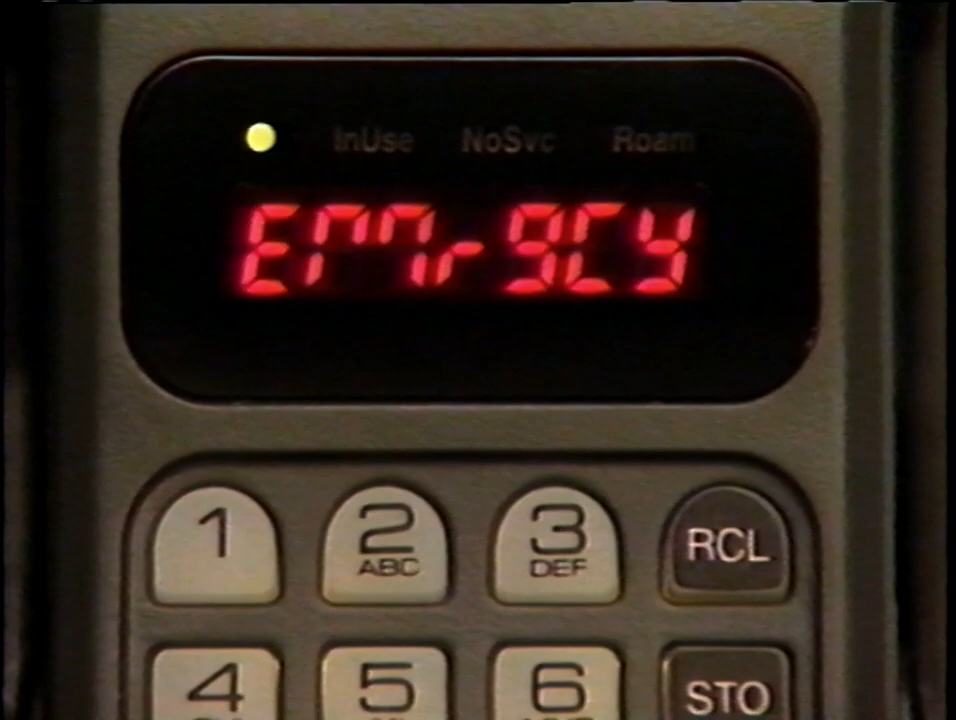 InUse NoSvc Roam
EMrgCY
1 2 3 RCL
ABC DEF
4 5 6 STO